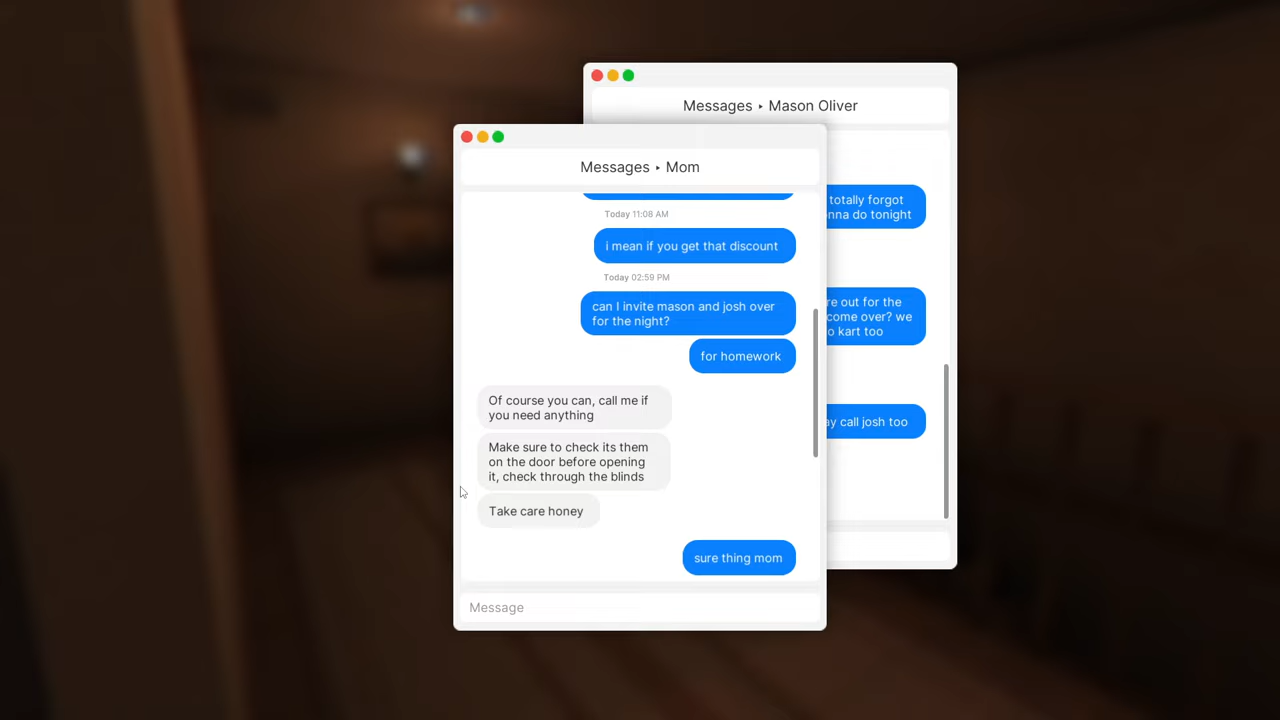 Messages ▸ Mason Oliver
totally forgot
nna do tonight
re out for the
come over? we
o kart too
ay call josh too
Messages ▸ Mom
Today 11:08 AM
i mean if you get that discount
Today 02:59 PM
can I invite mason and josh over
for the night?
for homework
Of course you can, call me if
you need anything
Make sure to check its them
on the door before opening
it, check through the blinds
Take care honey
sure thing mom
Message